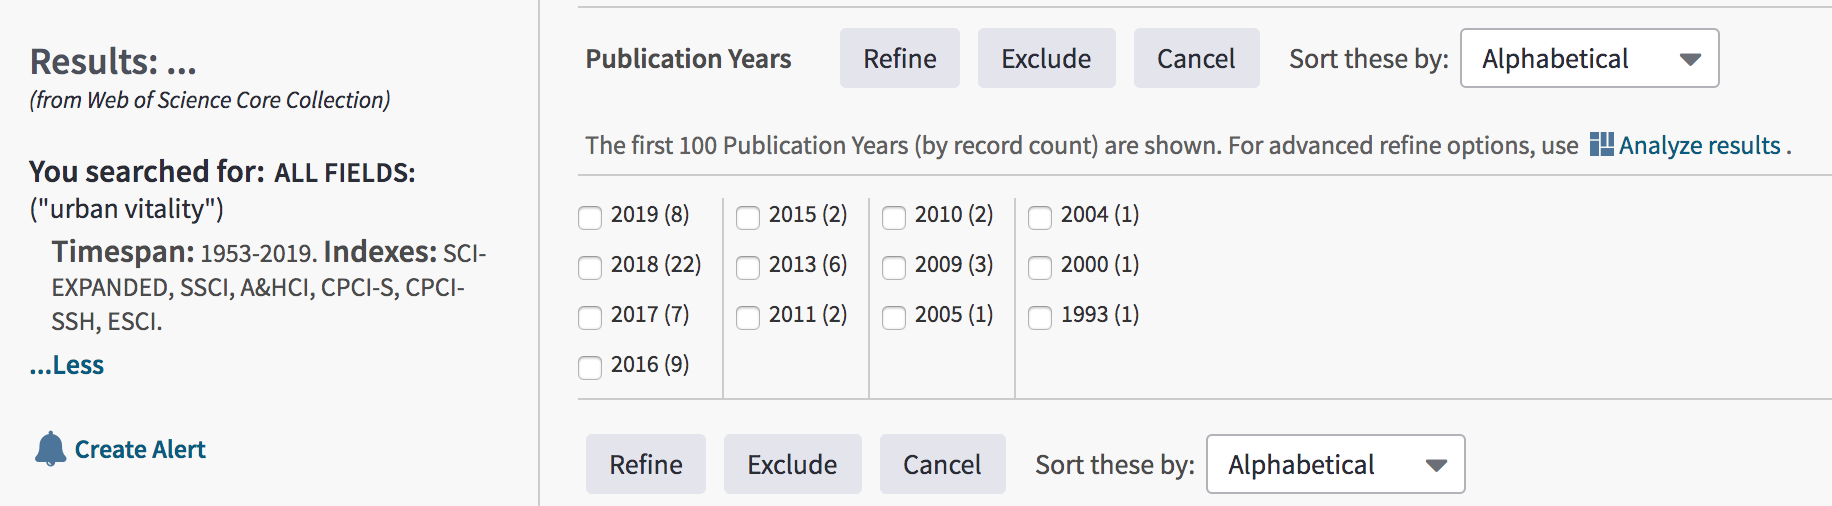 Results: ...
(from Web of Science Core Collection)
You searched for: ALL FIELDS:
("urban vitality")
Timespan: 1953-2019. Indexes: SCI-
EXPANDED, SSCI, A&HCI, CPCI-S, CPCI-
SSH, ESCI.
...Less
Create Alert
Publication Years Refine Exclude Cancel Sort these by: Alphabetical
The first 100 Publication Years (by record count) are shown. For advanced refine options, use Analyze results .
2019 (8) 2015 (2) 2010 (2) 2004 (1)
2018 (22) 2013 (6) 2009 (3) 2000 (1)
2017 (7) 2011 (2) 2005 (1) 1993 (1)
2016 (9)
Refine Exclude Cancel Sort these by: Alphabetical